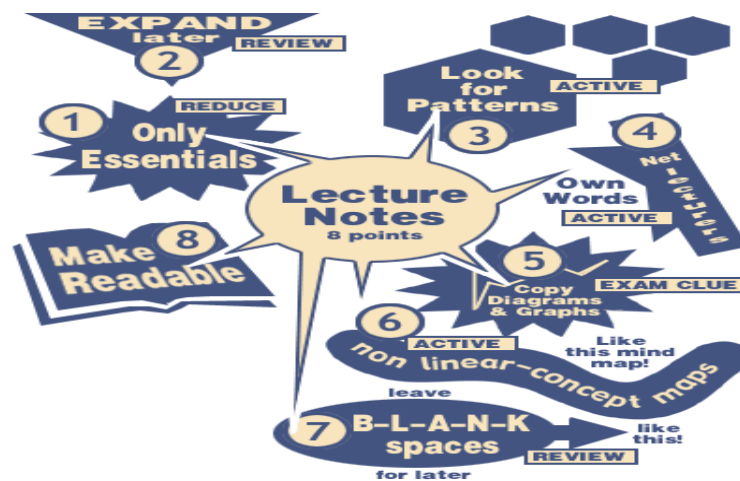 EXPAND
later
REVIEW
2
REDUCE
1
Only
Essentials
Look
for
Patterns
ACTIVE
3
4
Not
lecturers
Own
Words
ACTIVE
Lecture
Notes
8 points
8
Make
Readable
5
Copy
Diagrams
& Graphs
EXAM CLUE
6
ACTIVE
non linear-concept maps
Like
this mind
map!
leave
7
B-L-A-N-K
spaces
like
this!
REVIEW
for later